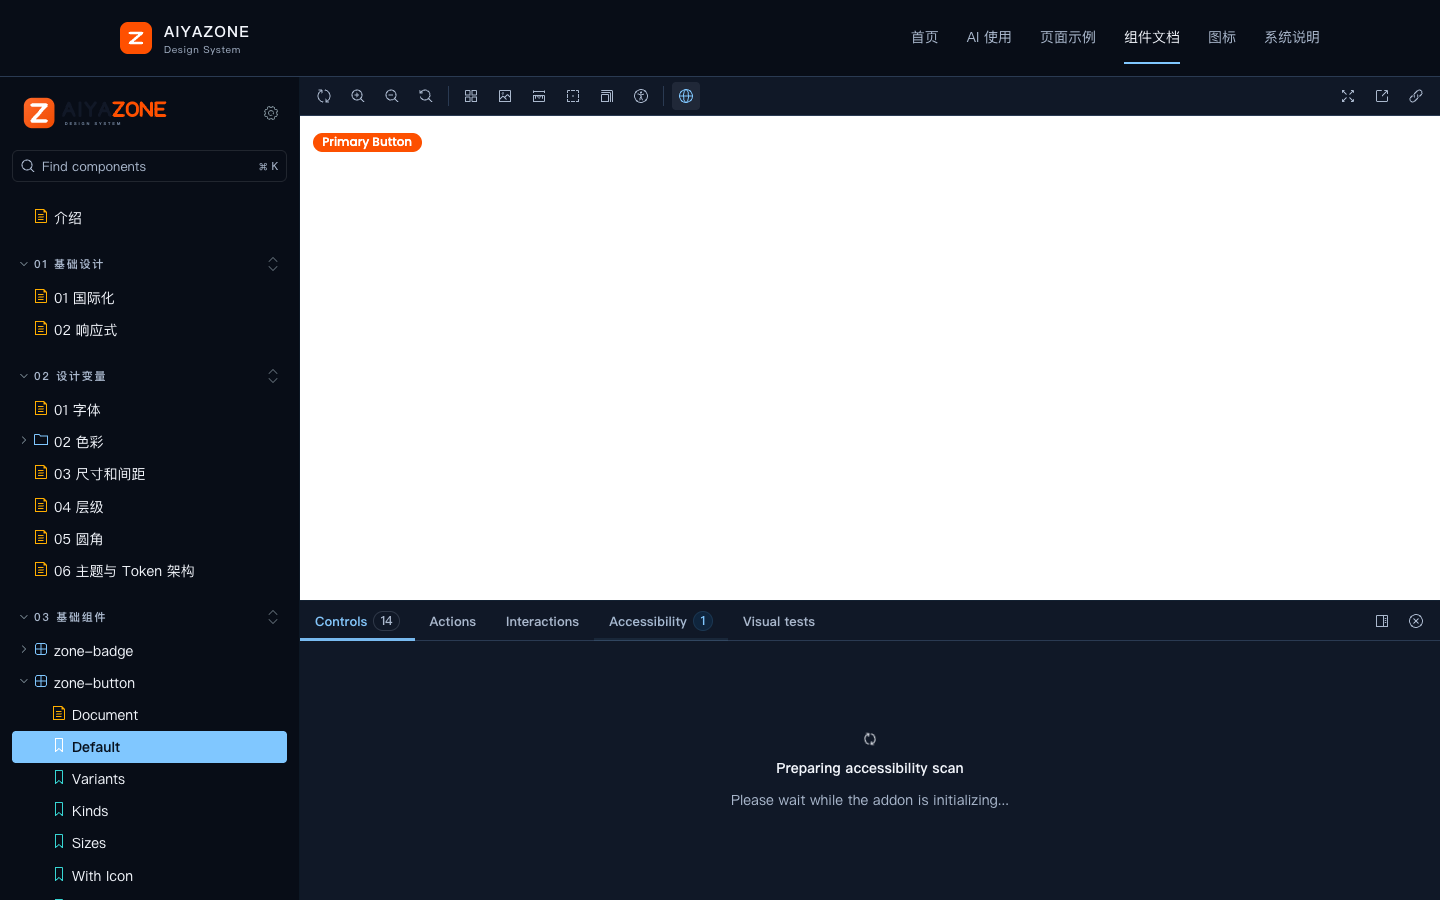 AIYAZONE
Design System
首页
AI 使用
页面示例
组件文档
图标
系统说明
AIYAZONE
DESIGN SYSTEM
Find components
⌘ K
介绍
01 基础设计
01 国际化
02 响应式
02 设计变量
01 字体
02 色彩
03 尺寸和间距
04 层级
05 圆角
06 主题与 Token 架构
03 基础组件
zone-badge
zone-button
Document
Default
Variants
Kinds
Sizes
With Icon
Primary Button
Controls 14
Actions
Interactions
Accessibility 1
Visual tests
Preparing accessibility scan
Please wait while the addon is initializing...